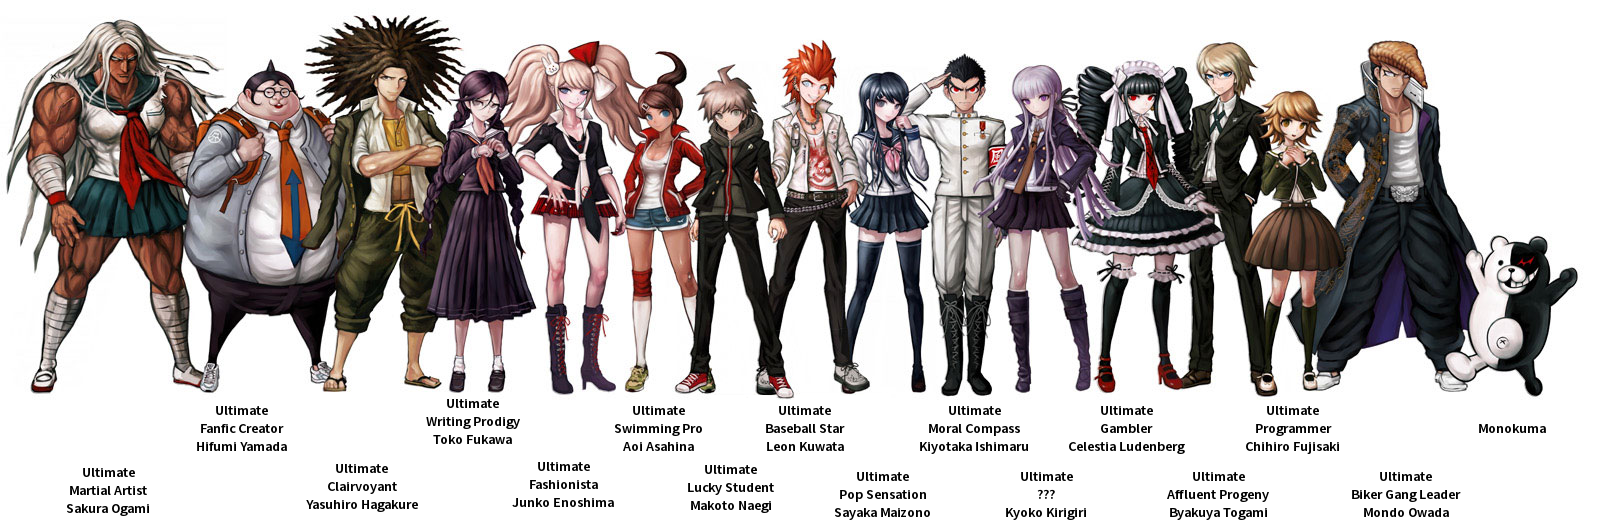 Ultimate
Martial Artist
Sakura Ogami
Ultimate
Fanfic Creator
Hifumi Yamada
Ultimate
Clairvoyant
Yasuhiro Hagakure
Ultimate
Writing Prodigy
Toko Fukawa
Ultimate
Fashionista
Junko Enoshima
Ultimate
Swimming Pro
Aoi Asahina
Ultimate
Lucky Student
Makoto Naegi
Ultimate
Baseball Star
Leon Kuwata
Ultimate
Pop Sensation
Sayaka Maizono
Ultimate
Moral Compass
Kiyotaka Ishimaru
Ultimate
???
Kyoko Kirigiri
Ultimate
Gambler
Celestia Ludenberg
Ultimate
Affluent Progeny
Byakuya Togami
Ultimate
Programmer
Chihiro Fujisaki
Ultimate
Biker Gang Leader
Mondo Owada
Monokuma